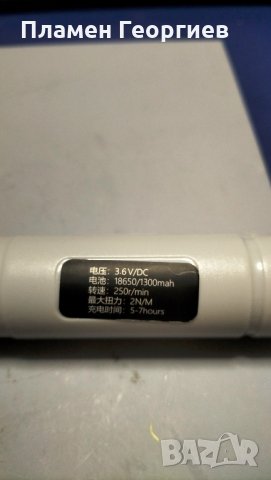 Пламен Георгиев
电压：3.6V/DC
电池：18650/1300mah
转速：250r/min
最大扭力：2N/M
充电时间：5-7hours
BAZAR